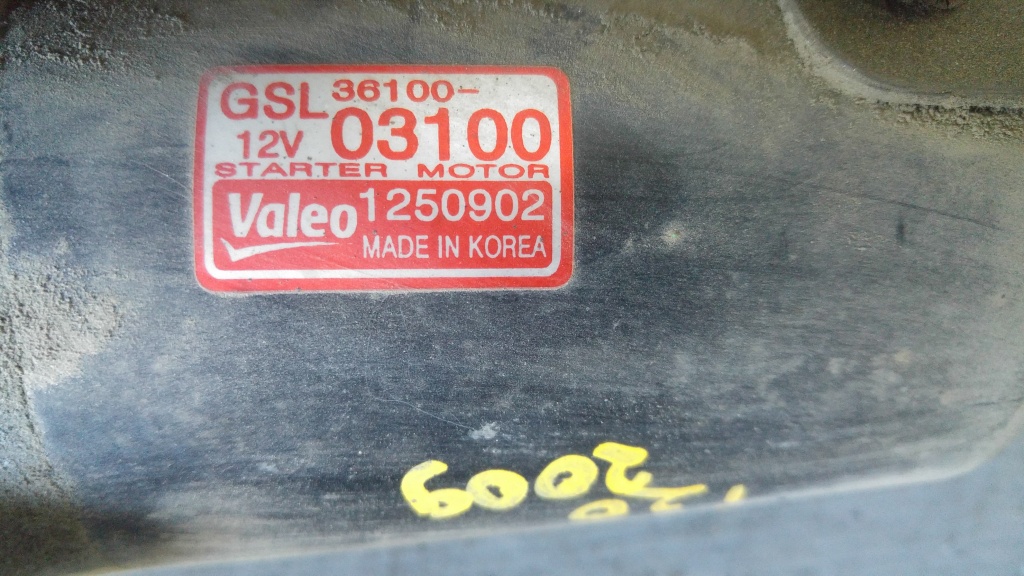 GSL 36100-
12V 03100
STARTER MOTOR
Valeo 1250902
MADE IN KOREA